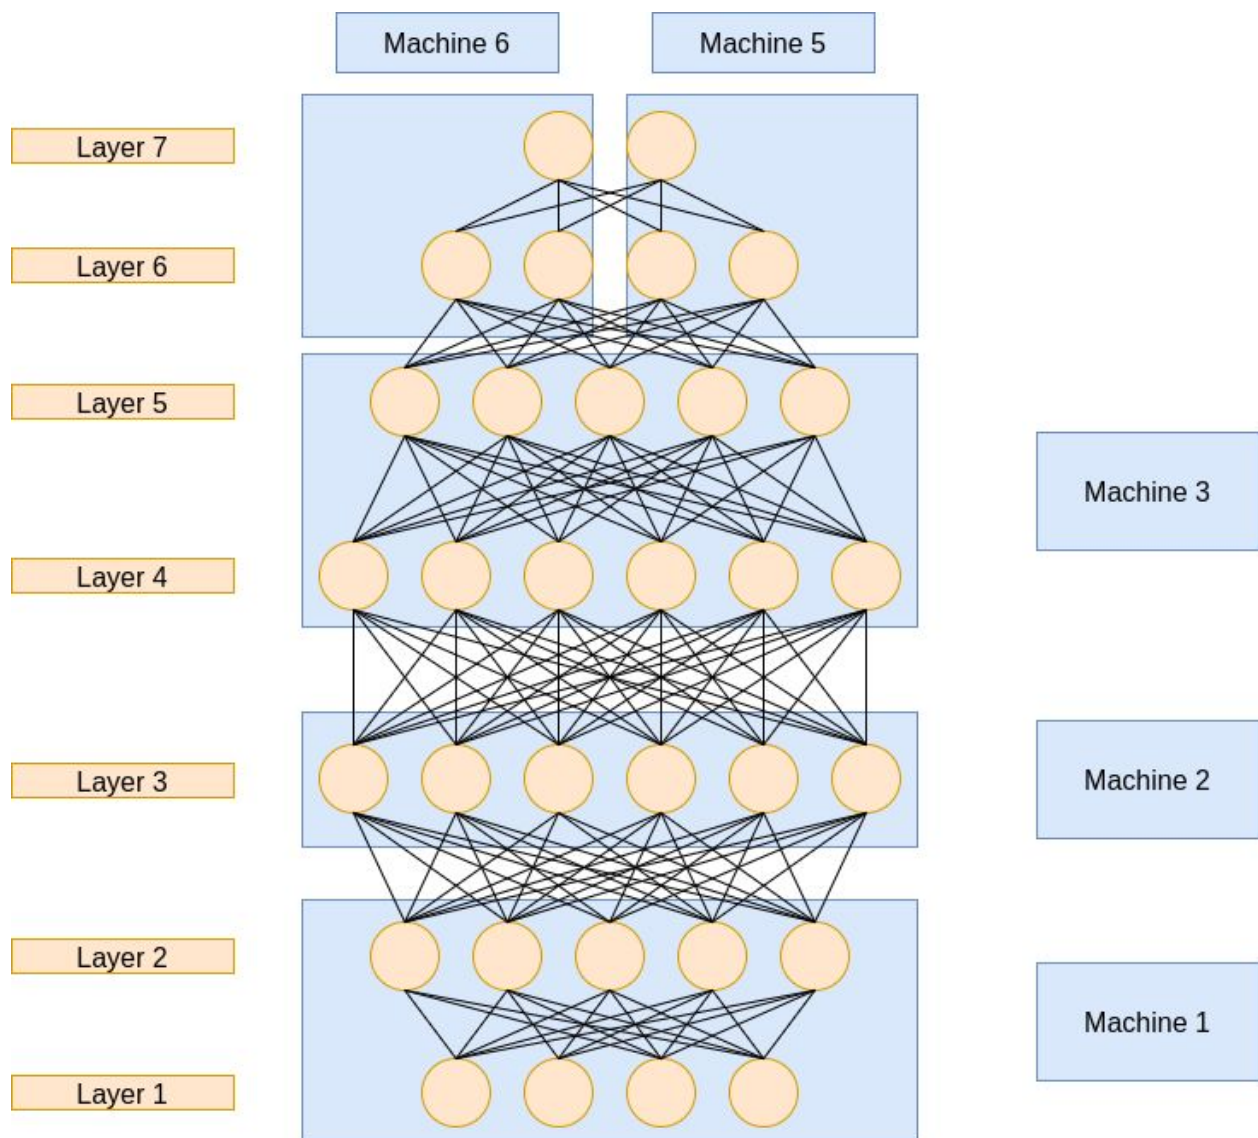 Machine 6
Machine 5
Layer 7
Layer 6
Layer 5
Machine 3
Layer 4
Layer 3
Machine 2
Layer 2
Machine 1
Layer 1